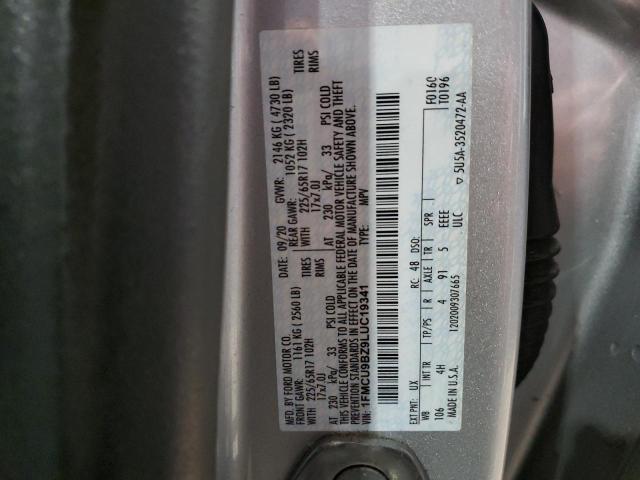 MFD. BY FORD MOTOR CO. DATE: 09/20 GVWR: 2146 KG ( 4730 LB)
FRONT GAWR: 1161 KG ( 2560 LB) REAR GAWR: 1052 KG ( 2320 LB)
225/65R17 102H TIRES WITH 225/65R17 102H TIRES
17x7.0J RIMS 17x7.0J RIMS
AT 230 kPa/ 33 PSI COLD AT 230 kPa/ 33 PSI COLD
THIS VEHICLE CONFORMS TO ALL APPLICABLE FEDERAL MOTOR VEHICLE SAFETY AND THEFT
PREVENTION STANDARDS IN EFFECT ON THE DATE OF MANUFACTURE SHOWN ABOVE.
1FMCU9BZ9LUC19341 TYPE: MPV
F016C
T0196
EXT PNT: UX RC: 48 DSO:
WB INT TR TP/PS R AXLE TR SPR
106 4H 4 91 5 EEEE
MADE IN U.S.A. 1202009307665 ULC ▽ 5U5A-3520472-AA